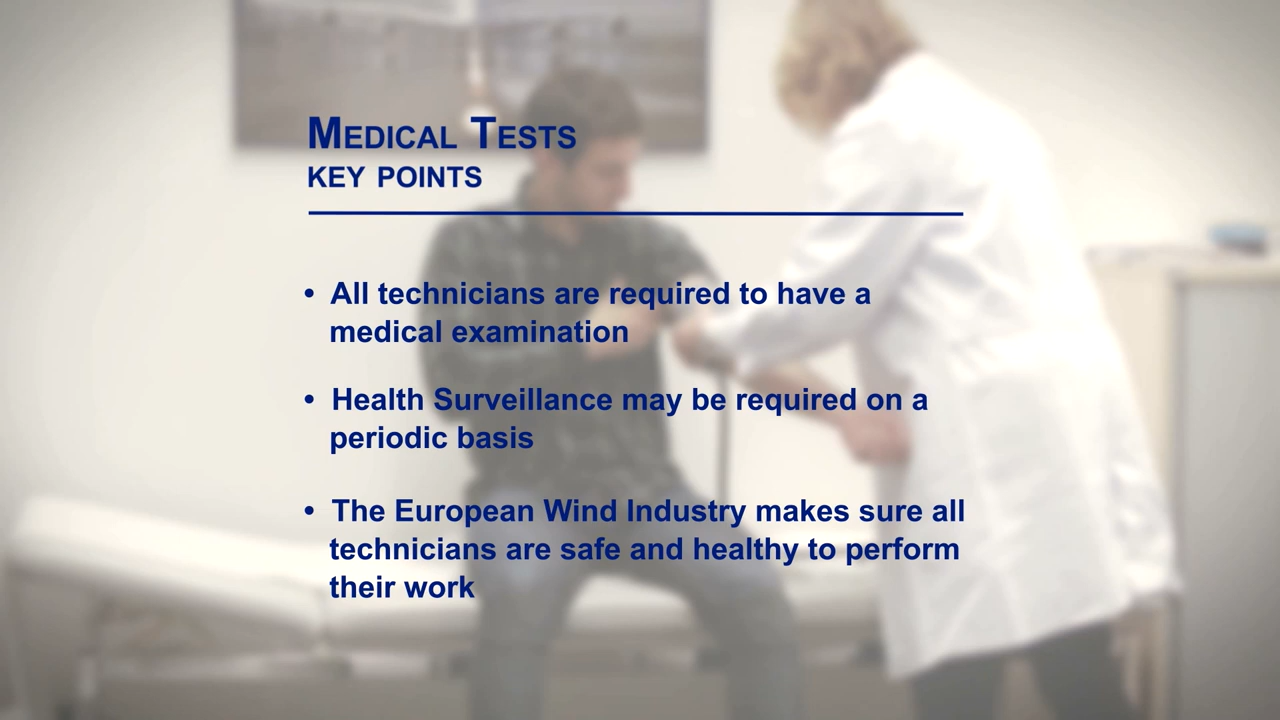 Medical Tests
key points
• All technicians are required to have a
medical examination
• Health Surveillance may be required on a
periodic basis
• The European Wind Industry makes sure all
technicians are safe and healthy to perform
their work